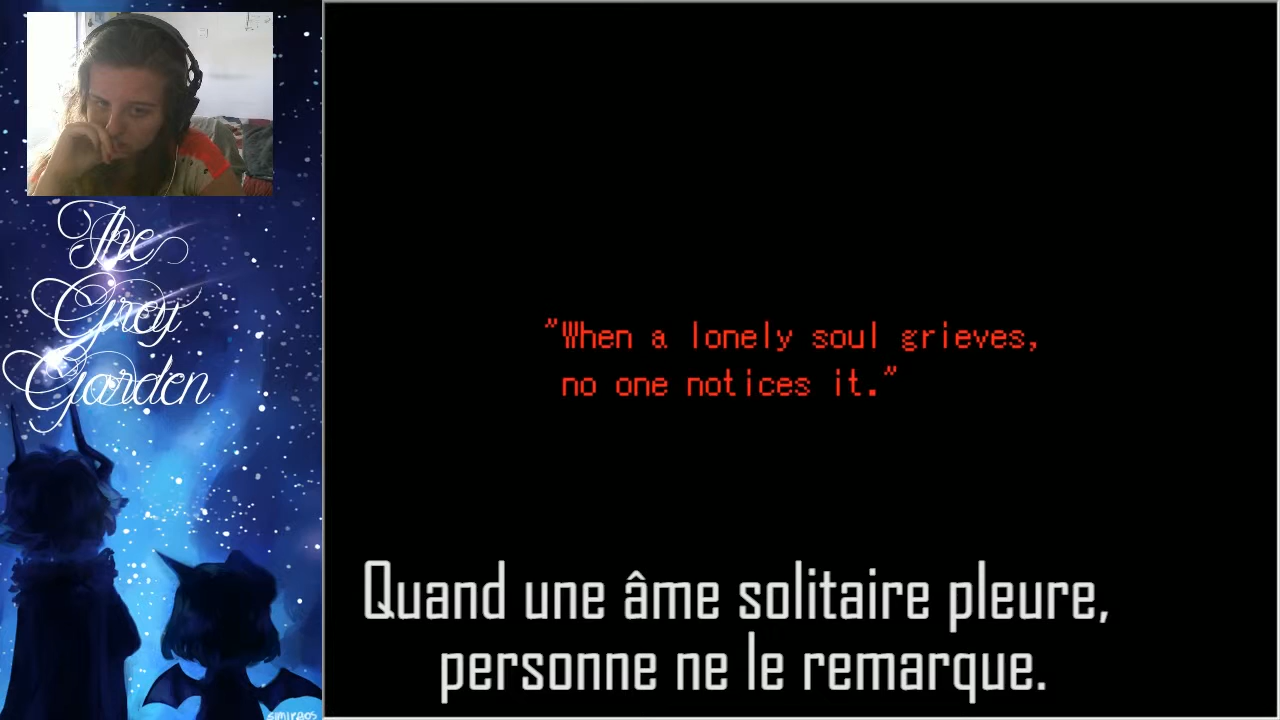 The
Grey
Garden
"When a lonely soul grieves,
no one notices it."
Quand une âme solitaire pleure,
personne ne le remarque.
simiraos